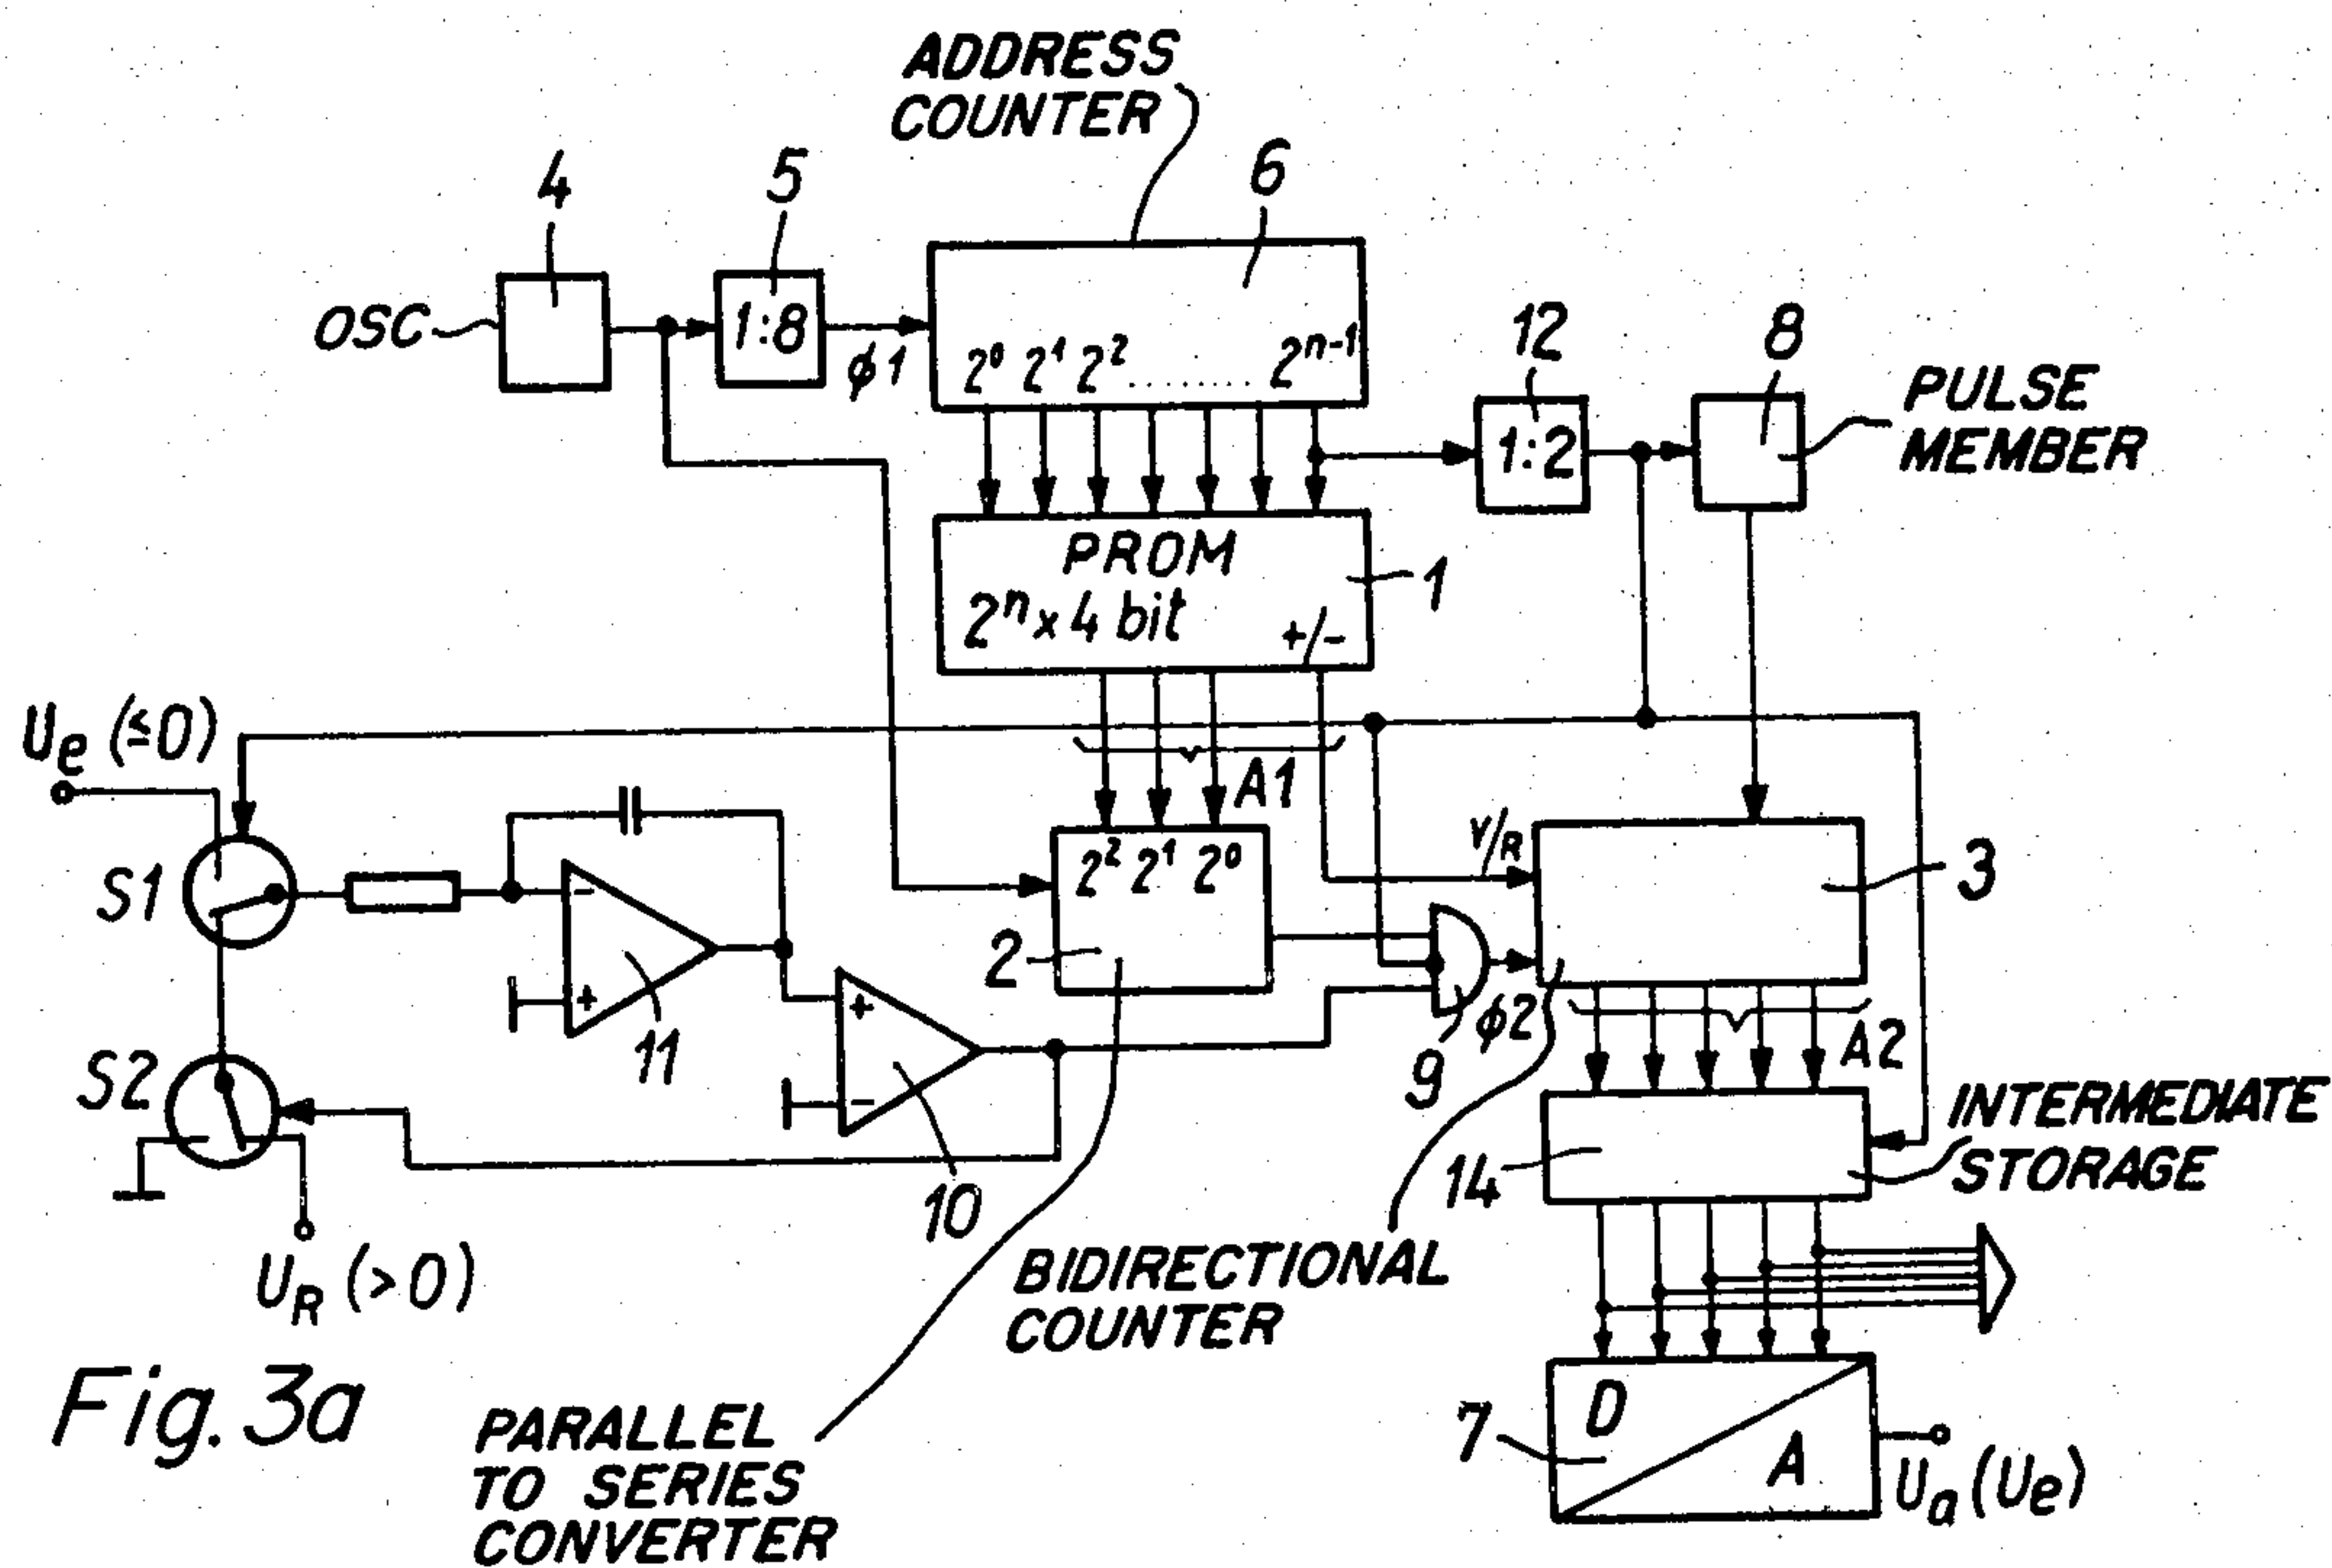 ADDRESS
COUNTER
4
5
6
OSC
1:8
ϕ1
2⁰ 2¹ 2² ........ 2ⁿ⁻¹
12
8
1:2
PULSE
MEMBER
PROM
2ⁿ x 4 bit
+/-
1
Uₑ (≦0)
A1
S1
2² 2¹ 2⁰
V/R
3
-
+
11
2
+
-
9
ϕ2
A2
S2
10
14
INTERMEDIATE
STORAGE
U_R (>0)
BIDIRECTIONAL
COUNTER
Fig. 3a
PARALLEL
TO SERIES
CONVERTER
7
D
A
Uₐ (Uₑ)